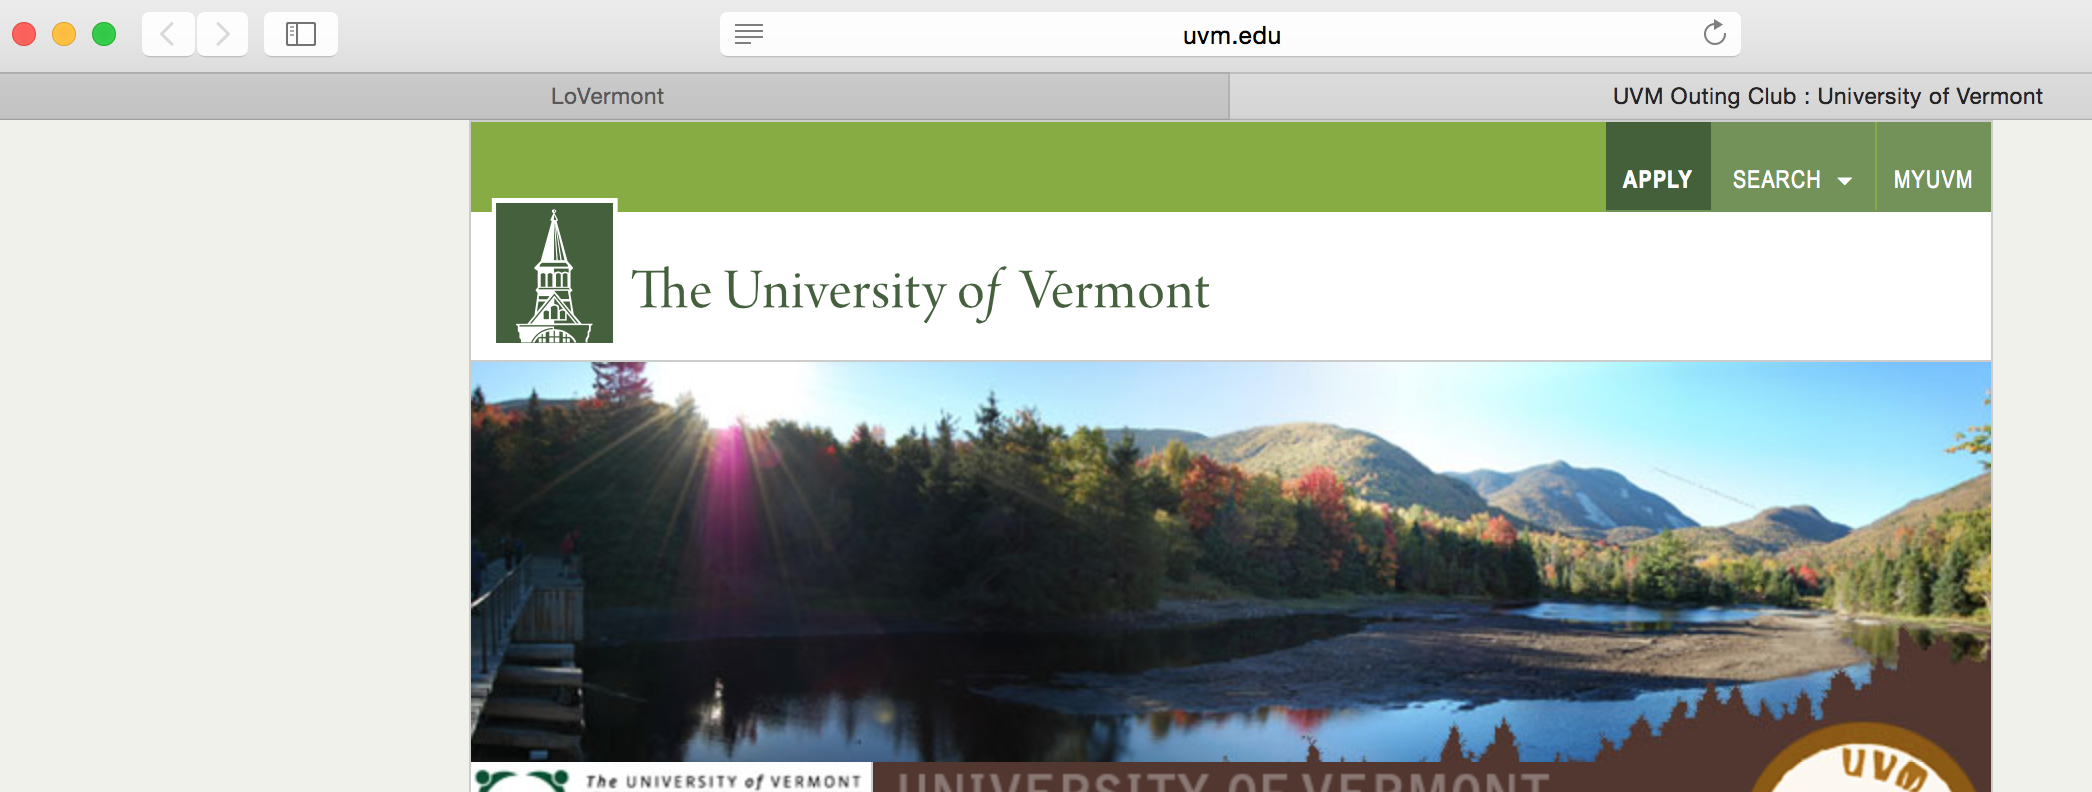 uvm.edu
LoVermont
UVM Outing Club : University of Vermont
APPLY SEARCH MYUVM
The University of Vermont
The UNIVERSITY of VERMONT
UNIVERSITY OF VERMONT
UVM